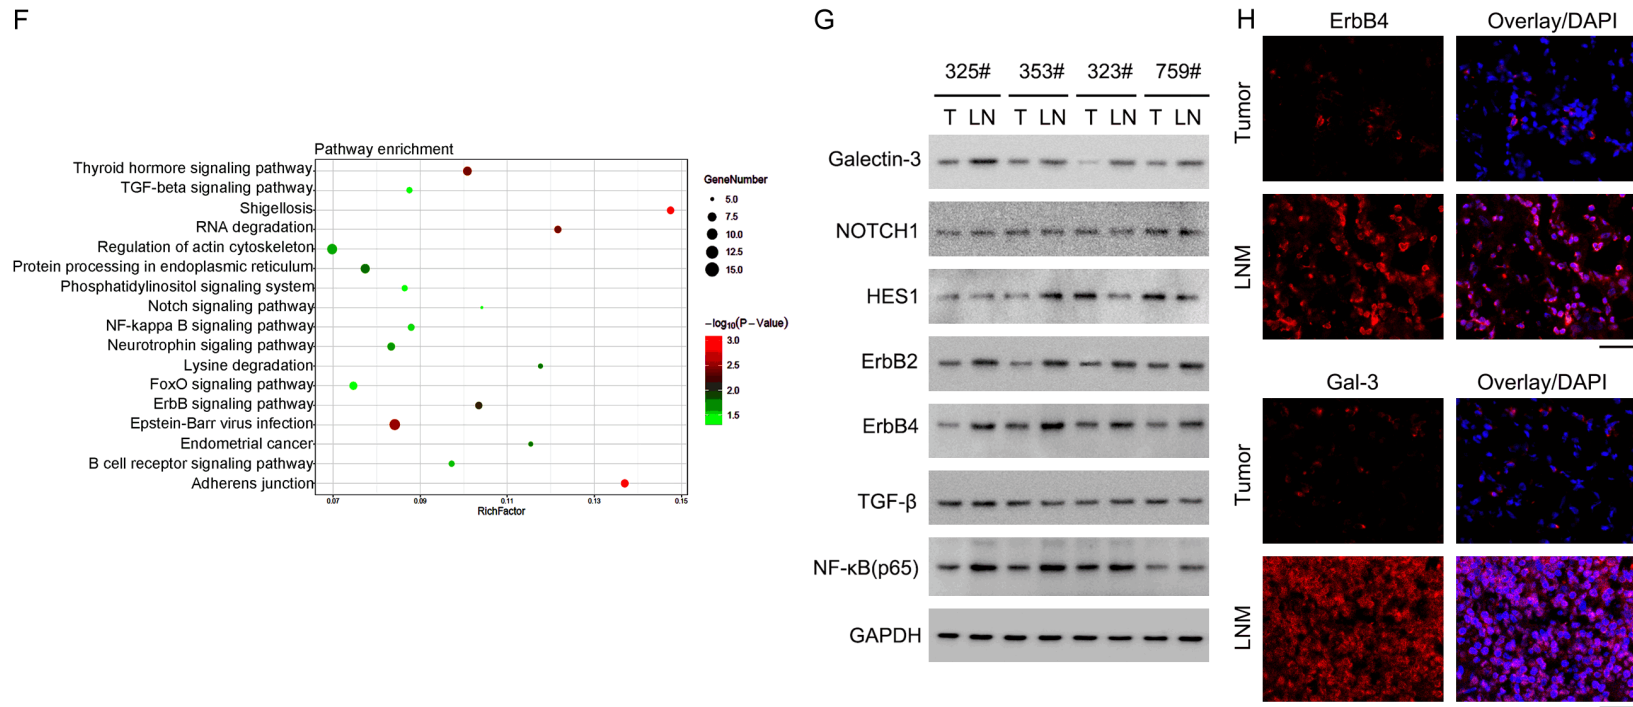 F
Pathway enrichment
Thyroid hormore signaling pathway
TGF-beta signaling pathway
Shigellosis
RNA degradation
Regulation of actin cytoskeleton
Protein processing in endoplasmic reticulum
Phosphatidylinositol signaling system
Notch signaling pathway
NF-kappa B signaling pathway
Neurotrophin sigaling pathway
Lysine degradation
FoxO signaling pathway
ErbB signaling pathway
Epstein-Barr virus infection
Endometrial cancer
B cell receptor signaling pathway
Adherens junction
0.07 0.09 0.11 0.13 0.15
RichFactor
GeneNumber
5.0
7.5
10.0
12.5
15.0
−log10(P−Value)
3.0
2.5
2.0
1.5
G
325# 353# 323# 759#
T LN T LN T LN T LN
Galectin-3
NOTCH1
HES1
ErbB2
ErbB4
TGF-β
NF-κB(p65)
GAPDH
H
ErbB4 Overlay/DAPI
Tumor
LNM
Gal-3 Overlay/DAPI
Tumor
LNM